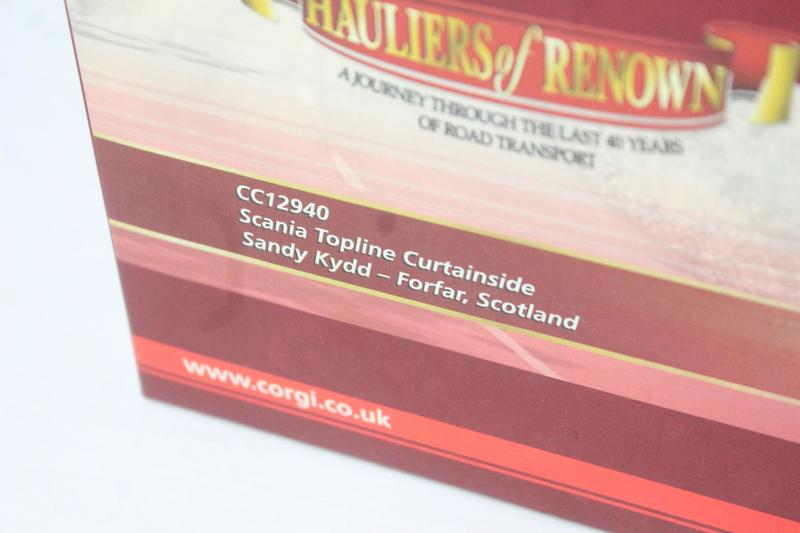 HAULIERS of RENOWN
A JOURNEY THROUGH THE LAST 40 YEARS
OF ROAD TRANSPORT
CC12940
Scania Topline Curtainside
Sandy Kydd – Forfar, Scotland
www.corgi.co.uk